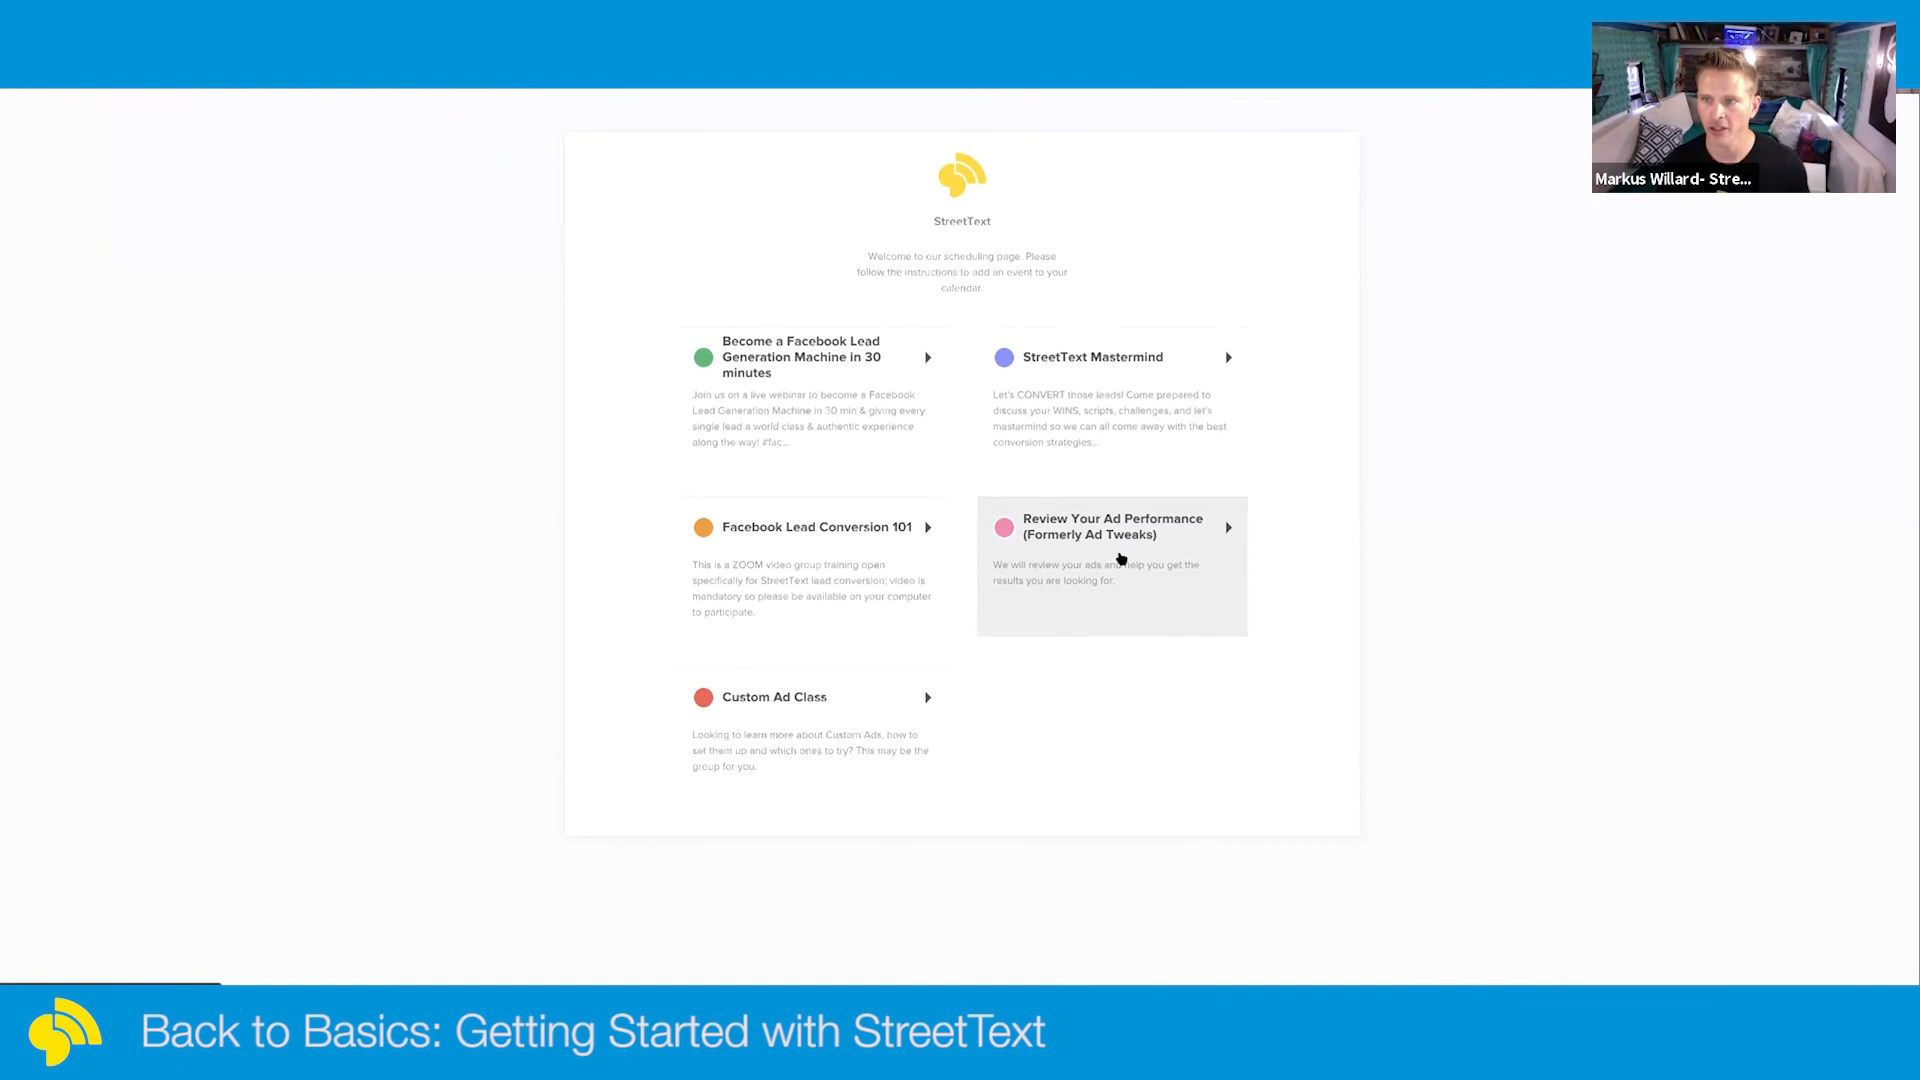 Markus Willard- Stre...
StreetText
Welcome to our scheduling page. Please
follow the instructions to add an event to your
calendar.
Become a Facebook Lead
Generation Machine in 30
minutes
Join us on a live webinar to become a Facebook
Lead Generation Machine in 30 min & giving every
single lead a world class & authentic experience
along the way! #fac...
StreetText Mastermind
Let's CONVERT those leads! Come prepared to
discuss your WINS, scripts, challenges, and let's
mastermind so we can all come away with the best
conversion strategies...
Facebook Lead Conversion 101
This is a ZOOM video group training open
specifically for StreetText lead conversion; video is
mandatory so please be available on your computer
to participate.
Review Your Ad Performance
(Formerly Ad Tweaks)
We will review your ads and help you get the
results you are looking for.
Custom Ad Class
Looking to learn more about Custom Ads, how to
set them up and which ones to try? This may be the
group for you.
Back to Basics: Getting Started with StreetText